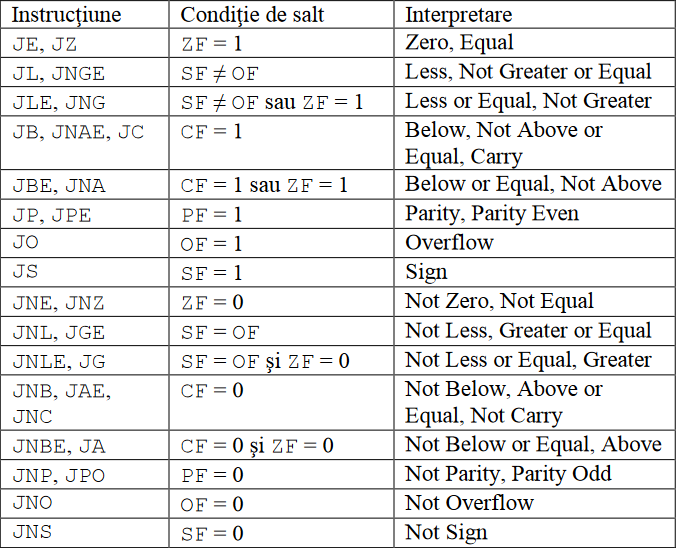 Instrucţiune Condiţie de salt Interpretare
JE, JZ ZF = 1 Zero, Equal
JL, JNGE SF ≠ OF Less, Not Greater or Equal
JLE, JNG SF ≠ OF sau ZF = 1 Less or Equal, Not Greater
JB, JNAE, JC CF = 1 Below, Not Above or
Equal, Carry
JBE, JNA CF = 1 sau ZF = 1 Below or Equal, Not Above
JP, JPE PF = 1 Parity, Parity Even
JO OF = 1 Overflow
JS SF = 1 Sign
JNE, JNZ ZF = 0 Not Zero, Not Equal
JNL, JGE SF = OF Not Less, Greater or Equal
JNLE, JG SF = OF şi ZF = 0 Not Less or Equal, Greater
JNB, JAE, CF = 0 Not Below, Above or
JNC Equal, Not Carry
JNBE, JA CF = 0 şi ZF = 0 Not Below or Equal, Above
JNP, JPO PF = 0 Not Parity, Parity Odd
JNO OF = 0 Not Overflow
JNS SF = 0 Not Sign